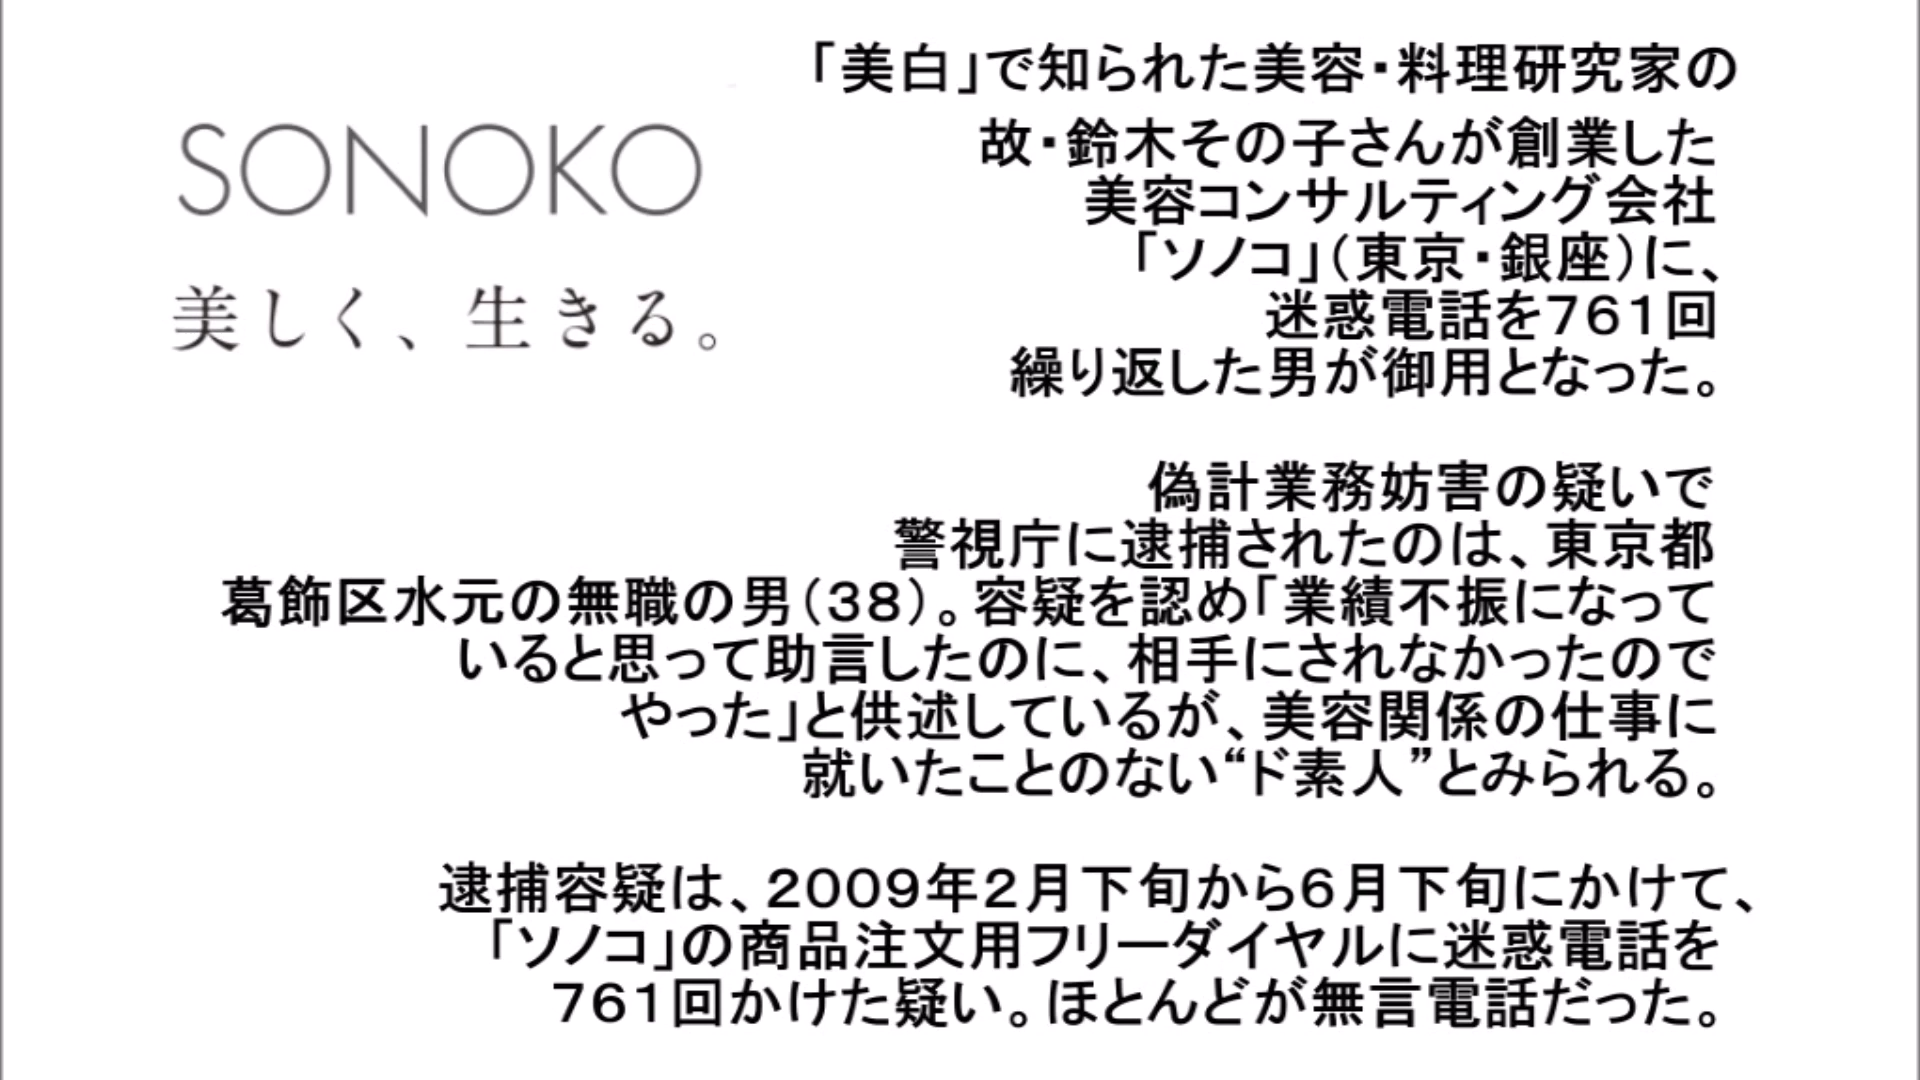 SONOKO
美しく、生きる。
「美白」で知られた美容・料理研究家の
故・鈴木その子さんが創業した
美容コンサルティング会社
「ソノコ」（東京・銀座）に、
迷惑電話を７６１回
繰り返した男が御用となった。
偽計業務妨害の疑いで
警視庁に逮捕されたのは、東京都
葛飾区水元の無職の男（３８）。容疑を認め「業績不振になって
いると思って助言したのに、相手にされなかったので
やった」と供述しているが、美容関係の仕事に
就いたことのない“ド素人”とみられる。
逮捕容疑は、２００９年２月下旬から６月下旬にかけて、
「ソノコ」の商品注文用フリーダイヤルに迷惑電話を
７６１回かけた疑い。ほとんどが無言電話だった。